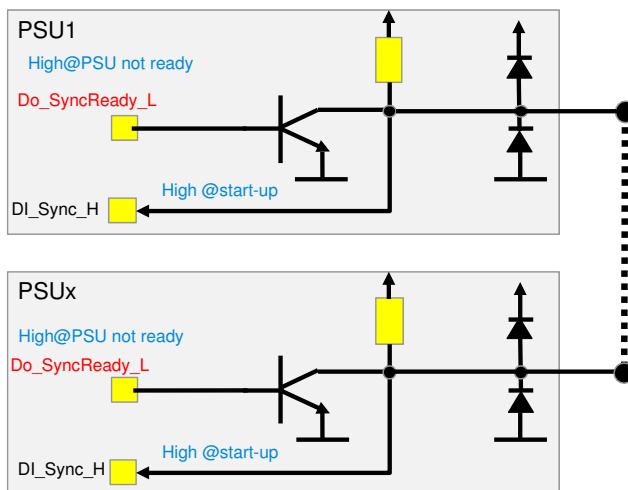 PSU1
High@PSU not ready
Do_SyncReady_L
High @start-up
DI_Sync_H
PSUx
High@PSU not ready
Do_SyncReady_L
High @start-up
DI_Sync_H